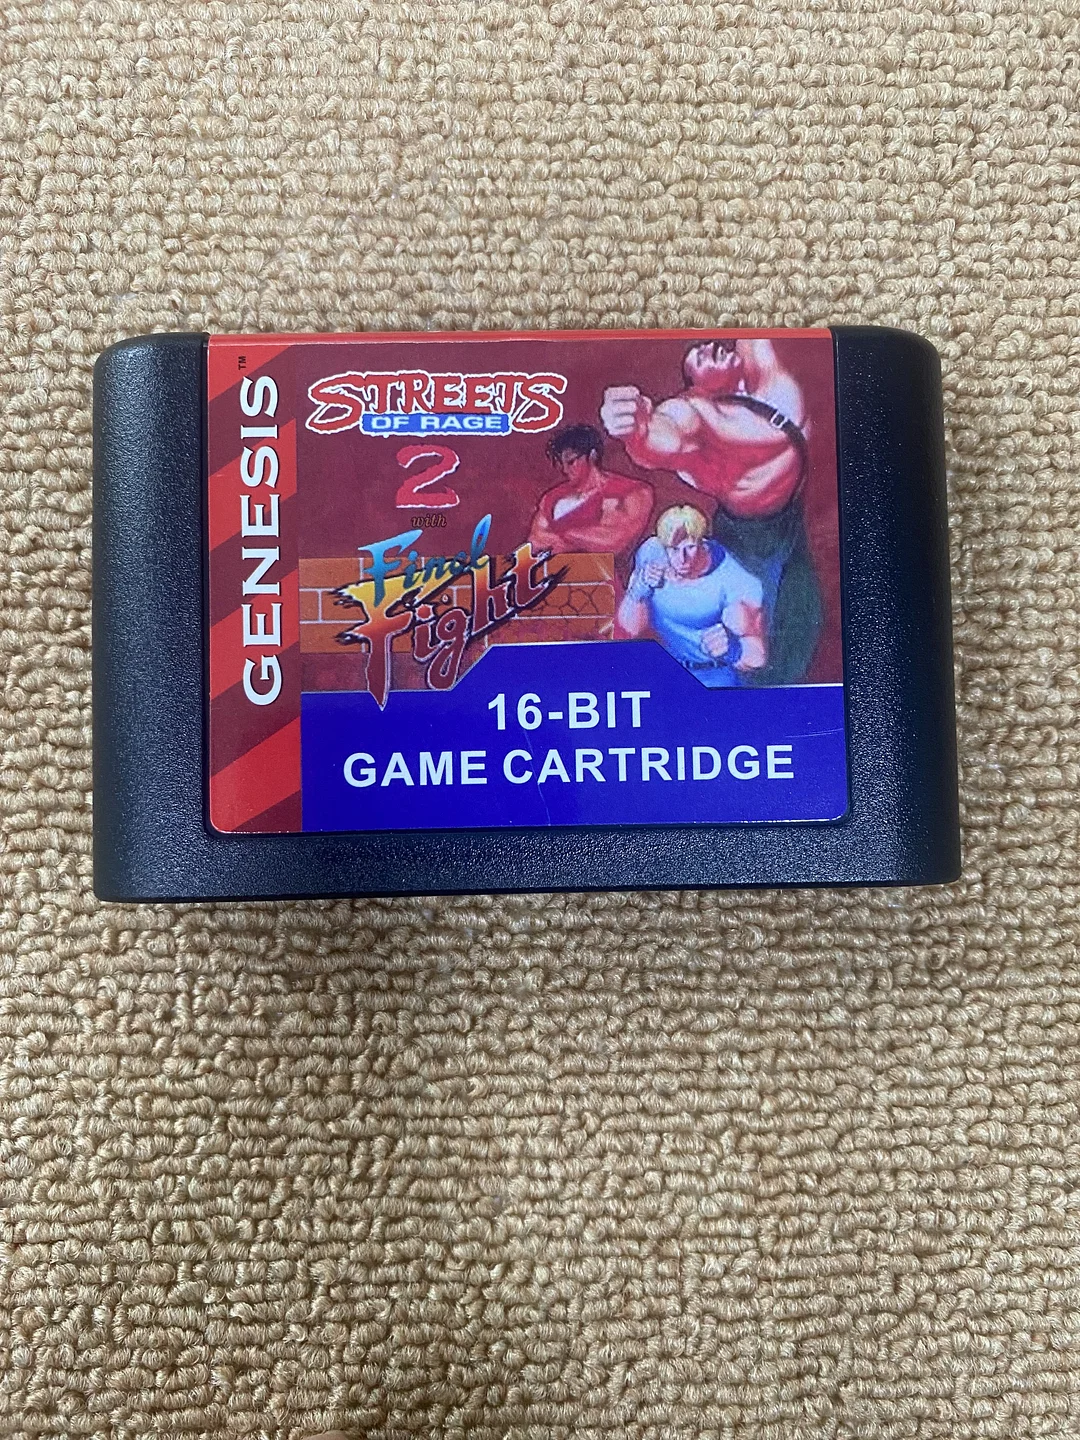 GENESIS™
STREETS
OF RAGE
2
with
Final
Fight
16-BIT
GAME CARTRIDGE